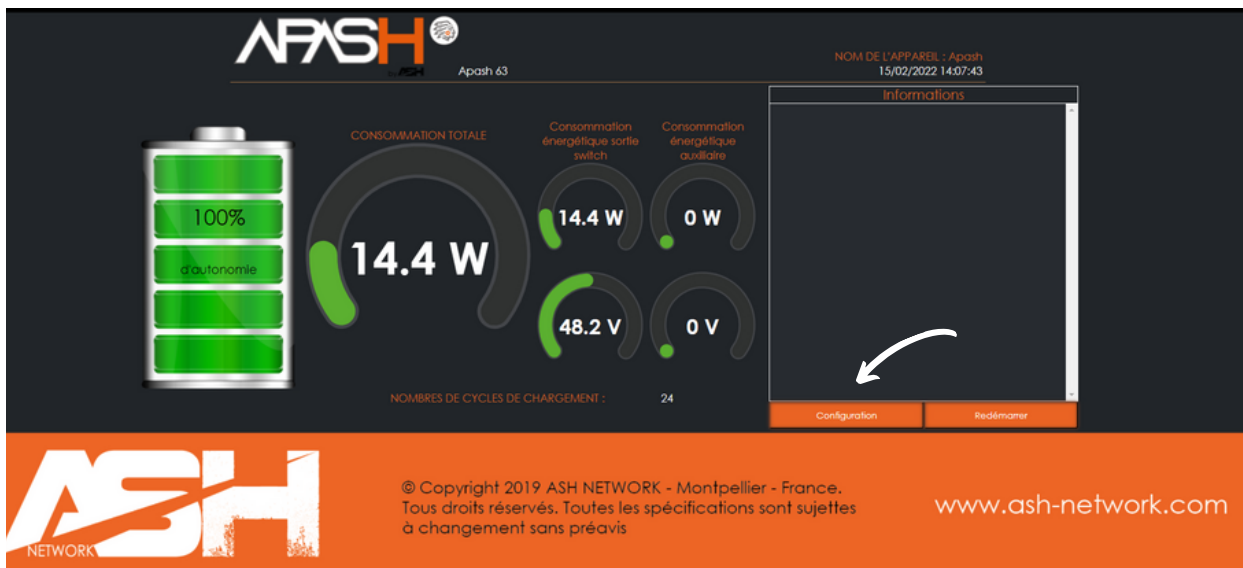 APASH
by ASH
Apash 63
NOM DE L'APPAREIL : Apash
15/02/2022 14:07:43
Informations
100%
d'autonomie
CONSOMMATION TOTALE
14.4 W
Consommation
énergétique sortie
switch
14.4 W
48.2 V
Consommation
énergétique
auxiliaire
0 W
0 V
NOMBRES DE CYCLES DE CHARGEMENT : 24
Configuration
Redémarrer
ASH
NETWORK
© Copyright 2019 ASH NETWORK - Montpellier - France.
Tous droits réservés. Toutes les spécifications sont sujettes
à changement sans préavis
www.ash-network.com